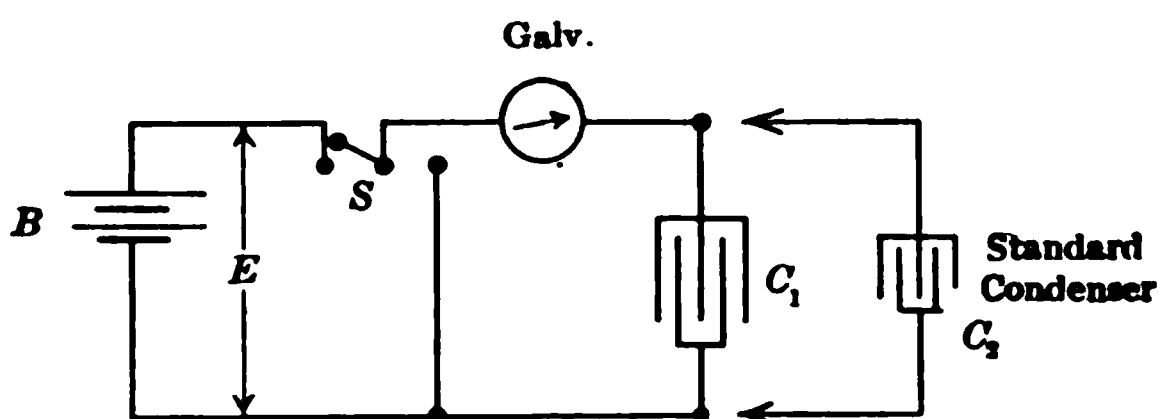 Galv.
B
E
S
C₁
Standard
Condenser
C₂